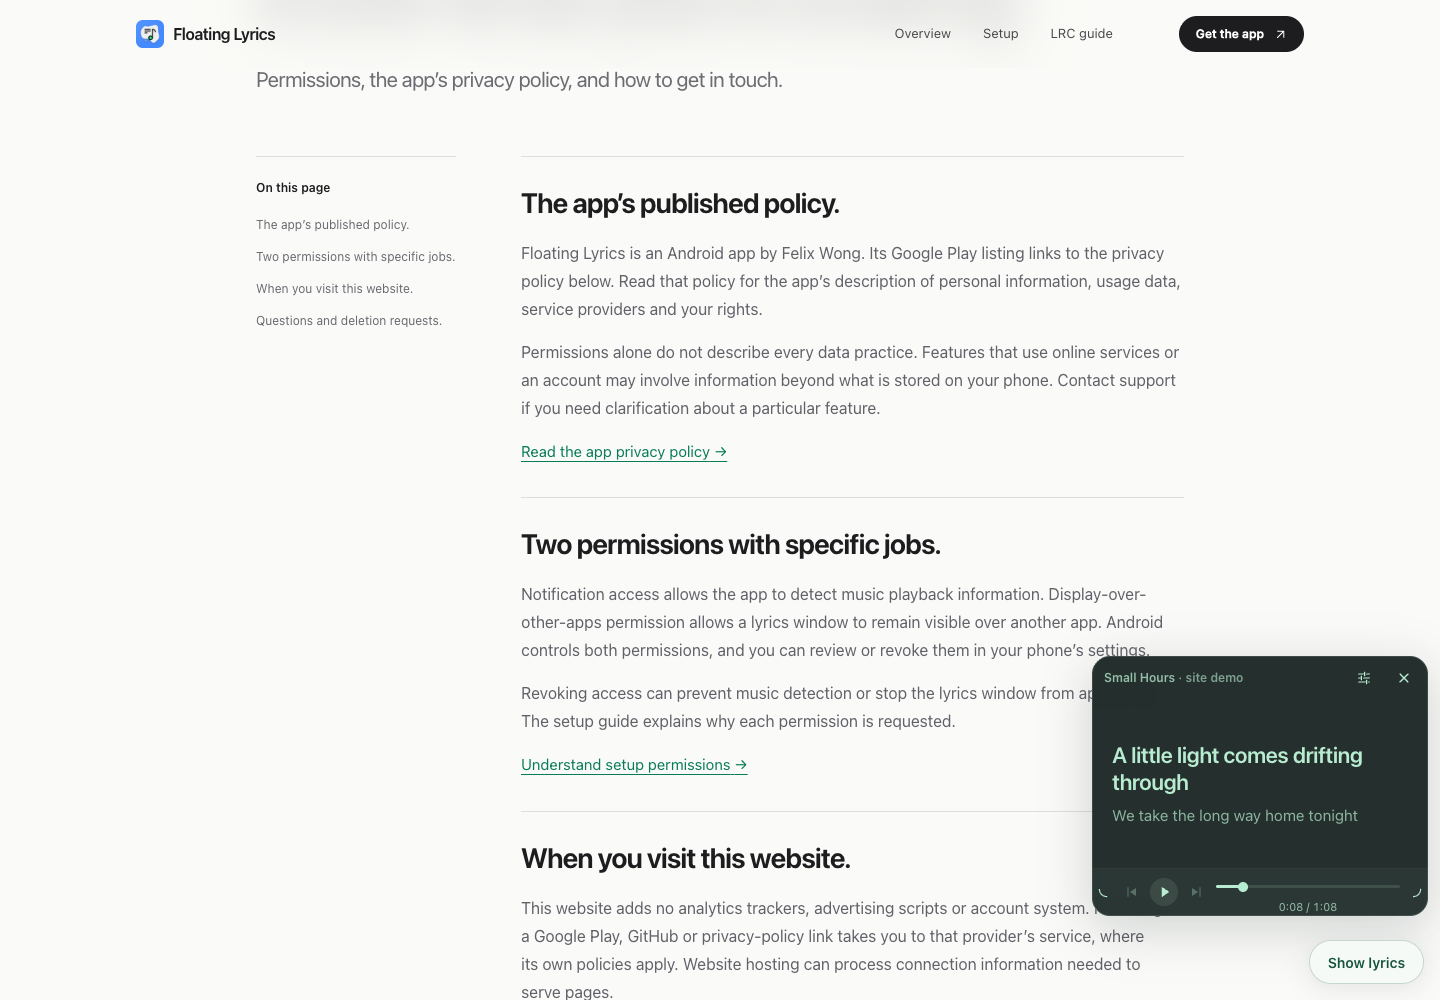 Floating Lyrics
Overview
Setup
LRC guide
Get the app
Permissions, the app’s privacy policy, and how to get in touch.
On this page
The app’s published policy.
Two permissions with specific jobs.
When you visit this website.
Questions and deletion requests.
The app’s published policy.
Floating Lyrics is an Android app by Felix Wong. Its Google Play listing links to the privacy
policy below. Read that policy for the app’s description of personal information, usage data,
service providers and your rights.
Permissions alone do not describe every data practice. Features that use online services or
an account may involve information beyond what is stored on your phone. Contact support
if you need clarification about a particular feature.
Read the app privacy policy →
Two permissions with specific jobs.
Notification access allows the app to detect music playback information. Display-over-
other-apps permission allows a lyrics window to remain visible over another app. Android
controls both permissions, and you can review or revoke them in your phone’s settings.
Revoking access can prevent music detection or stop the lyrics window from
The setup guide explains why each permission is requested.
Understand setup permissions →
When you visit this website.
This website adds no analytics trackers, advertising scripts or account system.
a Google Play, GitHub or privacy-policy link takes you to that provider’s service, where
its own policies apply. Website hosting can process connection information needed to
serve pages.
Small Hours · site demo
A little light comes drifting
through
We take the long way home tonight
0:08 / 1:08
Show lyrics